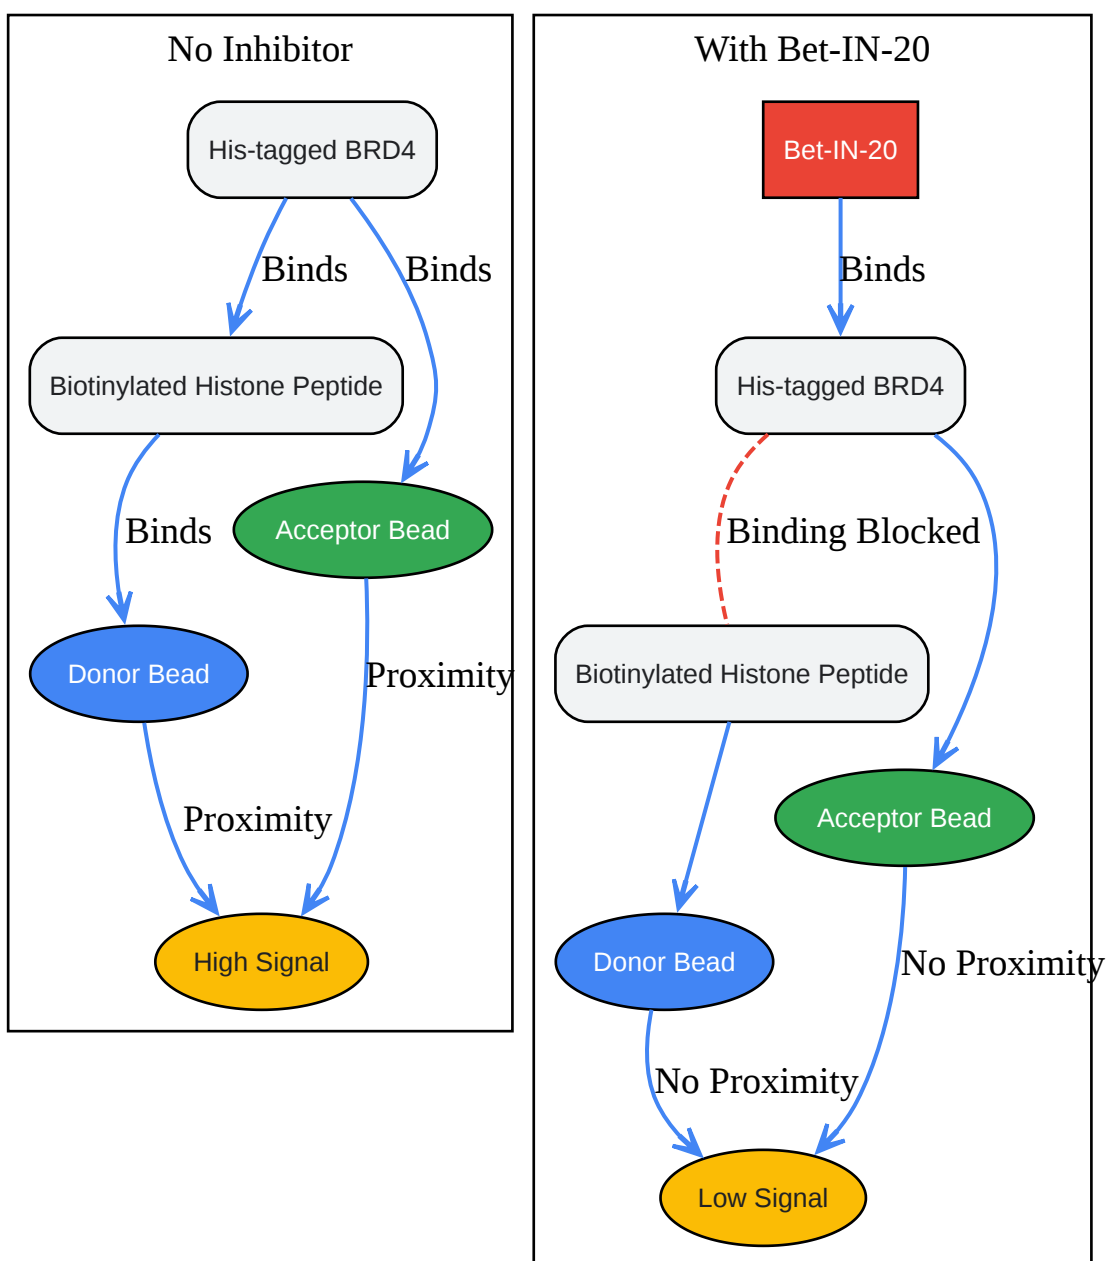 No Inhibitor
His-tagged BRD4
Binds
Binds
Biotinylated Histone Peptide
Binds
Acceptor Bead
Donor Bead
Proximity
Proximity
High Signal
With Bet-IN-20
Bet-IN-20
Binds
His-tagged BRD4
Binding Blocked
Biotinylated Histone Peptide
Acceptor Bead
Donor Bead
No Proximity
No Proximity
Low Signal